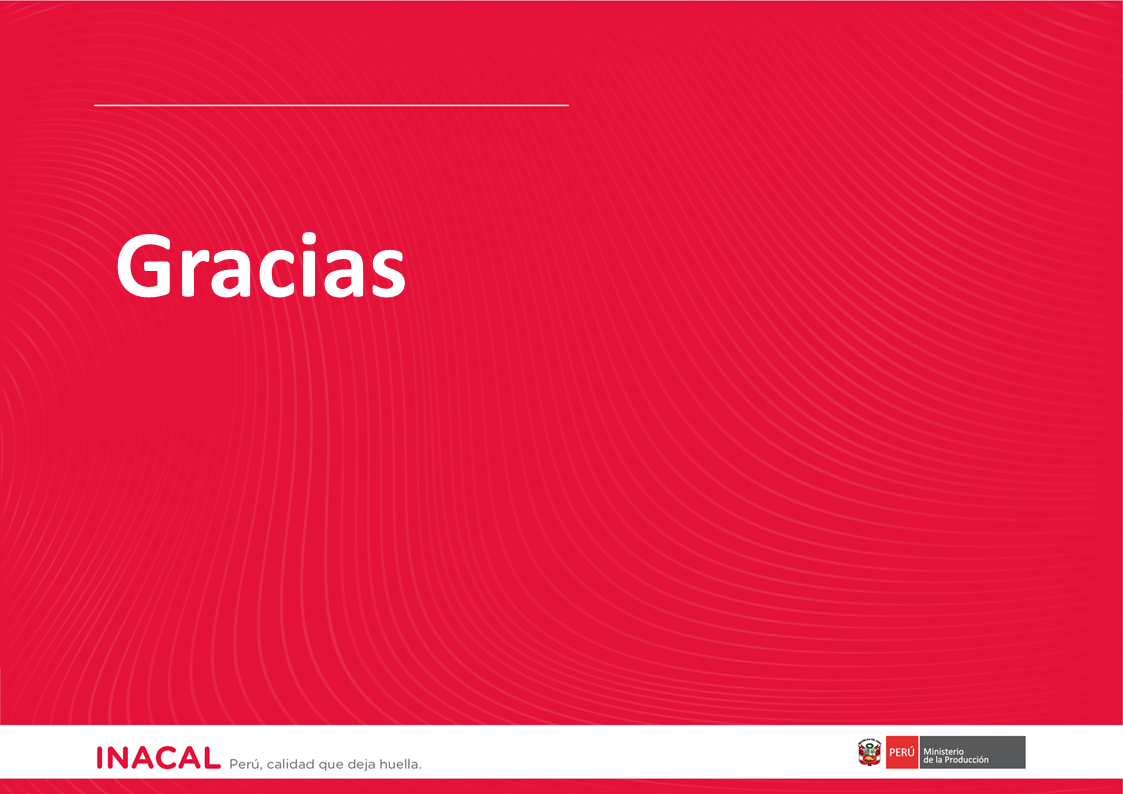 Gracias
INACAL Perú, calidad que deja huella.
PERÚ
Ministerio
de la Producción